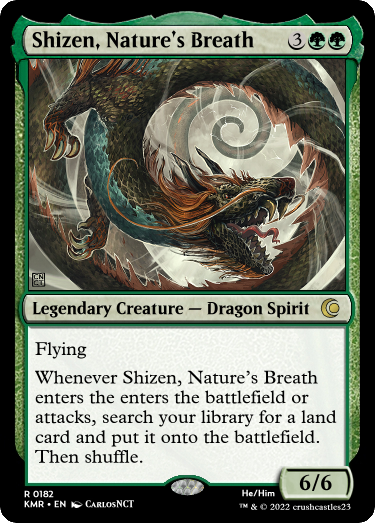 Shizen, Nature's Breath 3
CN
CT
Legendary Creature — Dragon Spirit
Flying
Whenever Shizen, Nature's Breath
enters the enters the battlefield or
attacks, search your library for a land
card and put it onto the battlefield.
Then shuffle.
6/6
R 0182
KMR • EN CarlosNCT
He/Him
™ & © 2022 crushcastles23